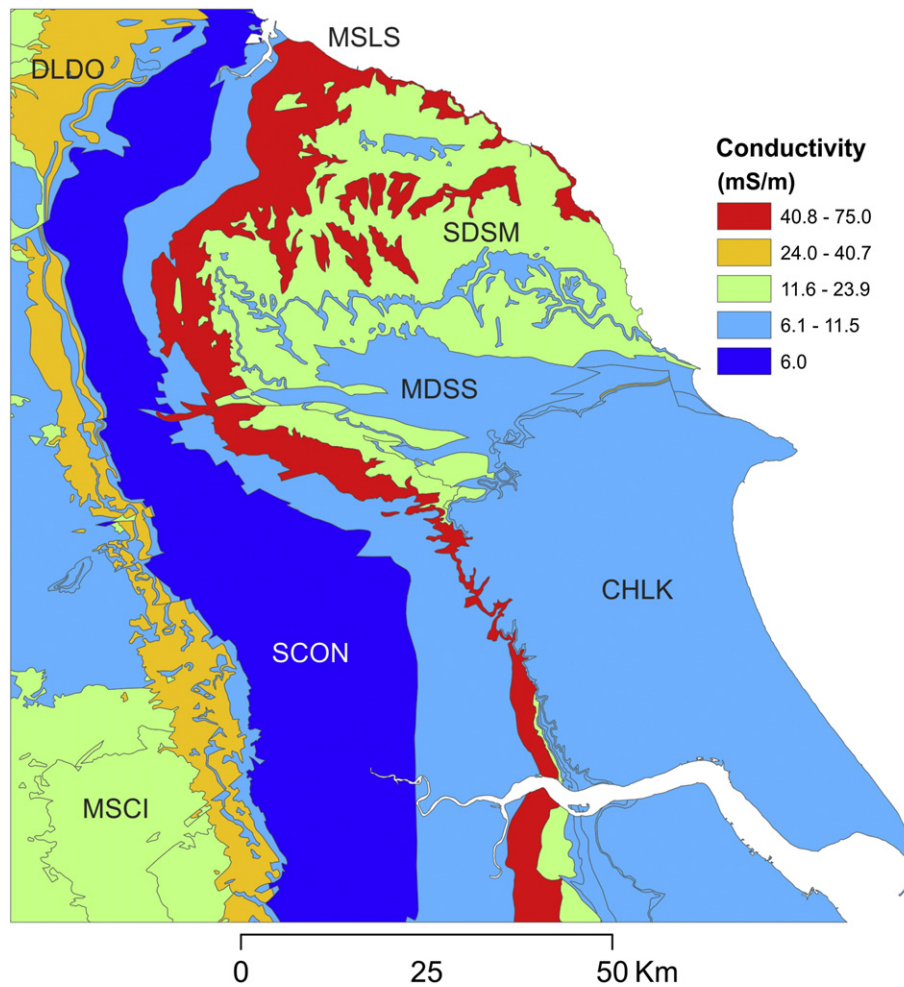 MSLS
DLDO
Conductivity
(mS/m)
40.8 - 75.0
24.0 - 40.7
11.6 - 23.9
6.1 - 11.5
6.0
SDSM
MDSS
CHLK
SCON
MSCI
0 25 50 Km